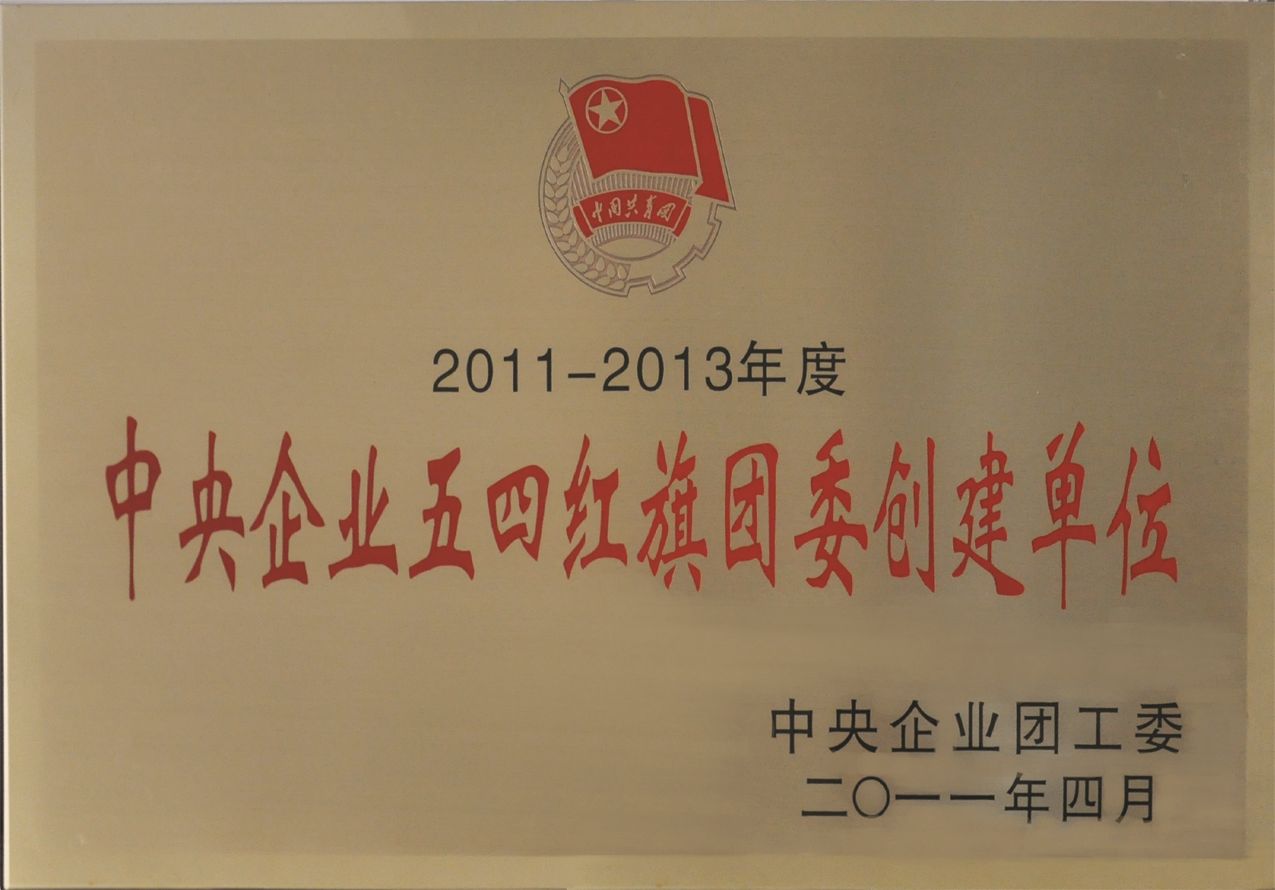 中国共青团
2011-2013年度
中央企业五四红旗团委创建单位
中央企业团工委
二〇一一年四月